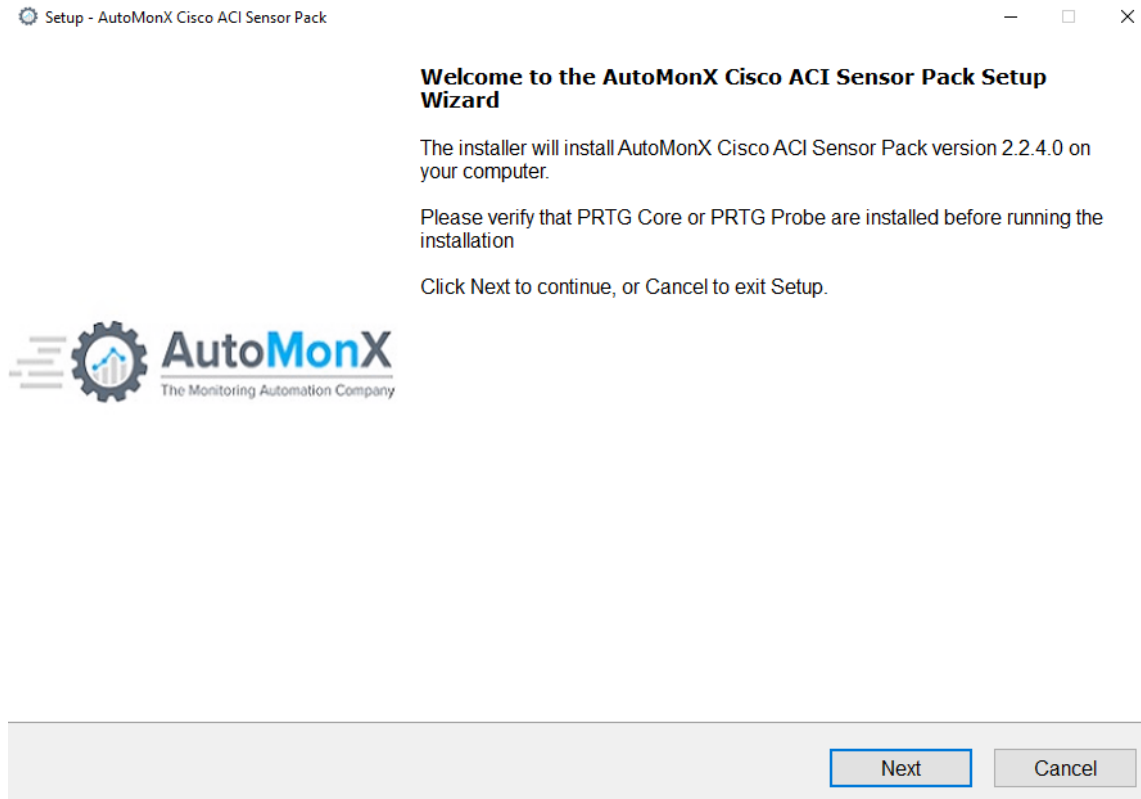 Setup - AutoMonX Cisco ACI Sensor Pack
Welcome to the AutoMonX Cisco ACI Sensor Pack Setup
Wizard
The installer will install AutoMonX Cisco ACI Sensor Pack version 2.2.4.0 on
your computer.
Please verify that PRTG Core or PRTG Probe are installed before running the
installation
Click Next to continue, or Cancel to exit Setup.
AutoMonX
The Monitoring Automation Company
Next
Cancel